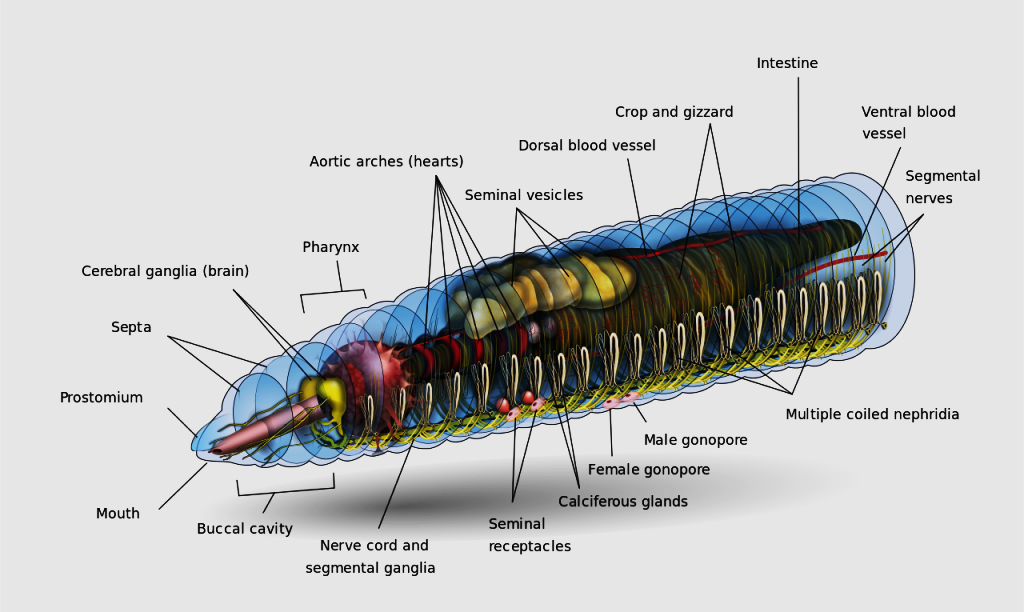 Intestine
Crop and gizzard
Ventral blood
vessel
Dorsal blood vessel
Aortic arches (hearts)
Segmental
nerves
Seminal vesicles
Pharynx
Cerebral ganglia (brain)
Septa
Prostomium
Multiple coiled nephridia
Male gonopore
Female gonopore
Calciferous glands
Mouth
Buccal cavity
Seminal
receptacles
Nerve cord and
segmental ganglia